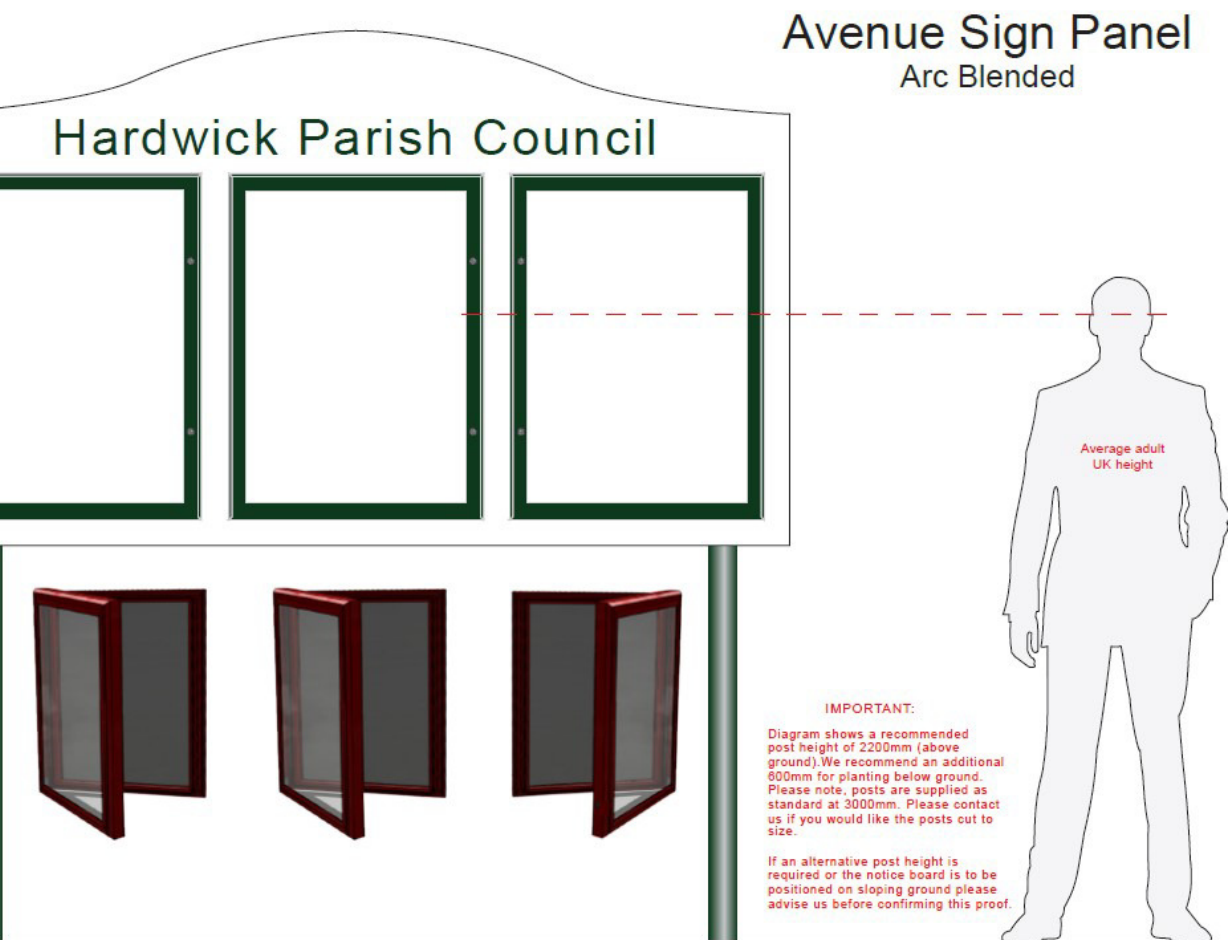 Avenue Sign Panel
Arc Blended
Hardwick Parish Council
Average adult
UK height
IMPORTANT:
Diagram shows a recommended
post height of 2200mm (above
ground).We recommend an additional
600mm for planting below ground.
Please note, posts are supplied as
standard at 3000mm. Please contact
us if you would like the posts cut to
size.
If an alternative post height is
required or the notice board is to be
positioned on sloping ground please
advise us before confirming this proof.